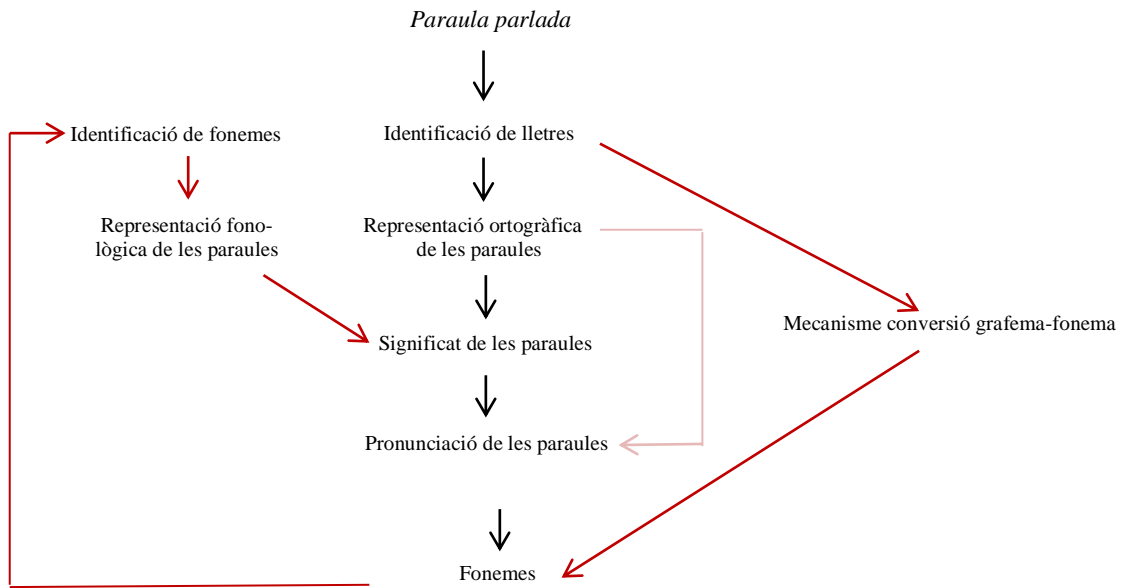 Paraula parlada
Identificació de fonemes
Identificació de lletres
Representació fono-
lògica de les paraules
Representació ortogràfica
de les paraules
Mecanisme conversió grafema-fonema
Significat de les paraules
Pronunciació de les paraules
Fonemes